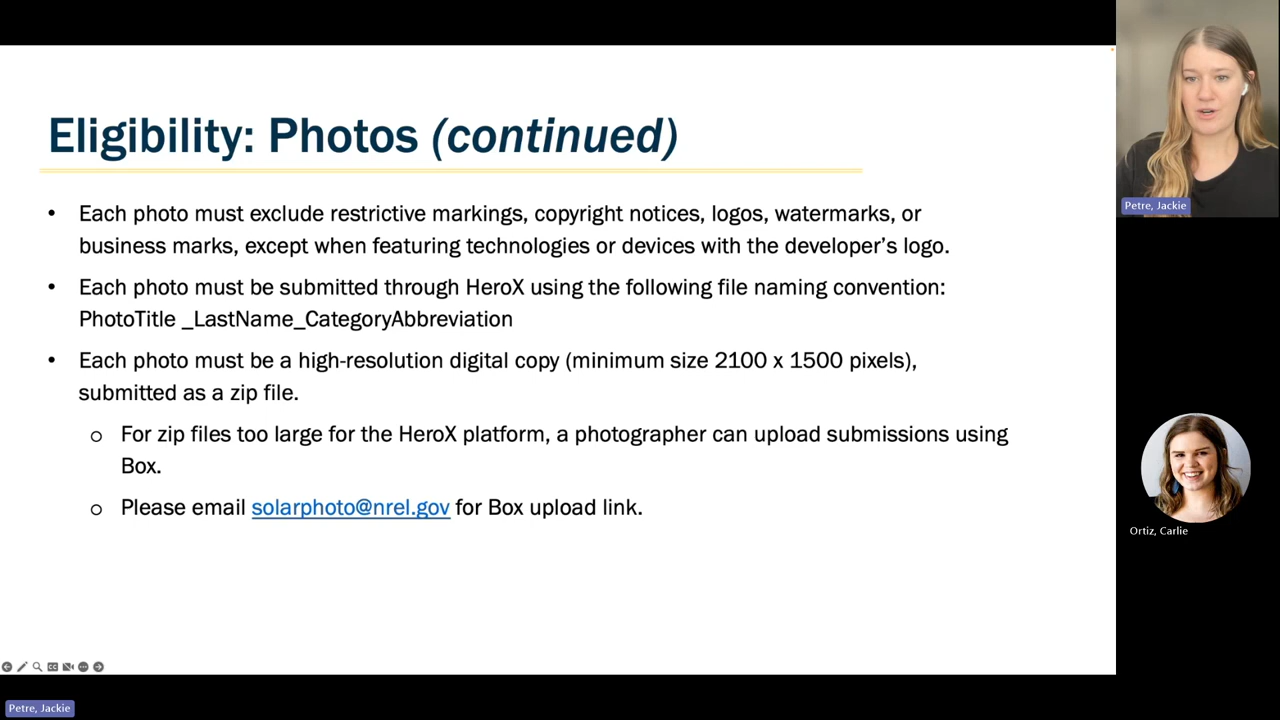 Eligibility: Photos (continued)
• Each photo must exclude restrictive markings, copyright notices, logos, watermarks, or
business marks, except when featuring technologies or devices with the developer’s logo.
• Each photo must be submitted through HeroX using the following file naming convention:
PhotoTitle _LastName_CategoryAbbreviation
• Each photo must be a high-resolution digital copy (minimum size 2100 x 1500 pixels),
submitted as a zip file.
o For zip files too large for the HeroX platform, a photographer can upload submissions using
Box.
o Please email solarphoto@nrel.gov for Box upload link.
Petre, Jackie
Ortiz, Carlie
Petre, Jackie